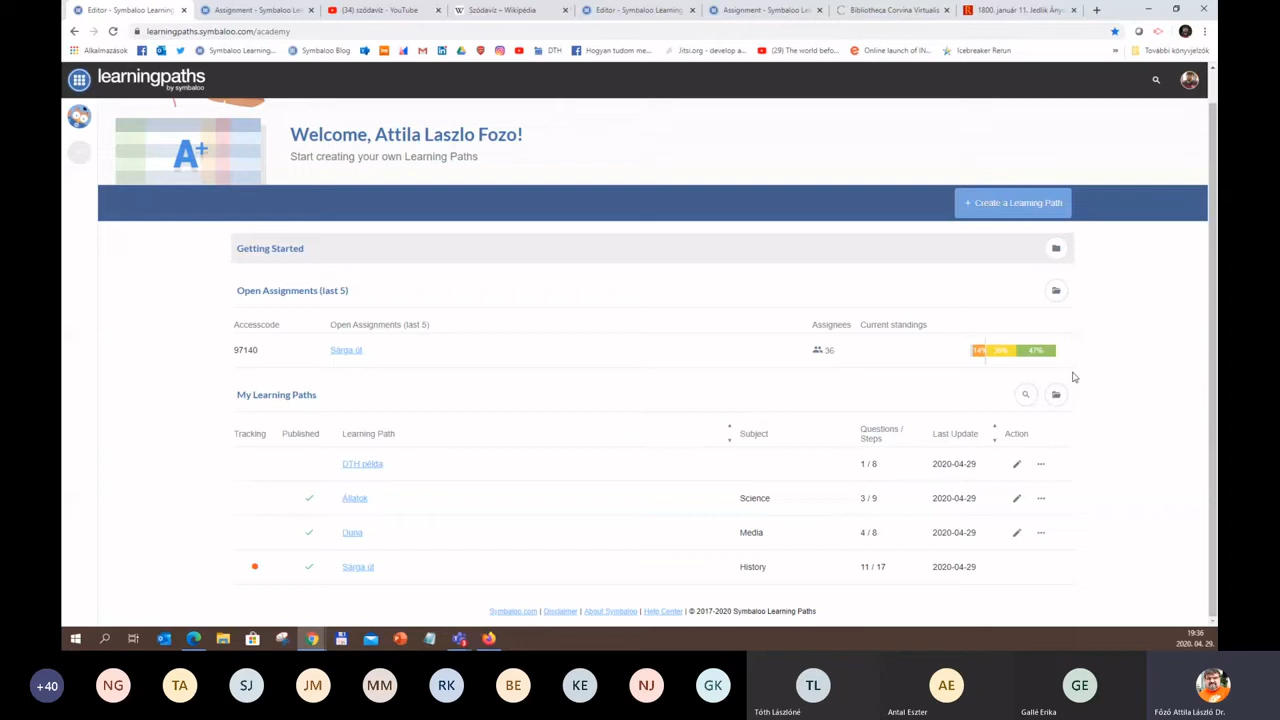 Editor - Symbaloo Learning
Assignment - Symbaloo Le
(34) szódavíz - YouTube
Szódavíz – Wikipédia
Editor - Symbaloo Learning
Assignment - Symbaloo Le
Bibliotheca Corvina Virtualis
1800. január 11. Jedlik Ányo
learningpaths.symbaloo.com/academy
Alkalmazások
Symbaloo Learning...
Symbaloo Blog
DTH
Hogyan tudom me...
Jitsi.org - develop a...
(29) The world befo...
Online launch of IN...
Icebreaker Rerun
»
További könyvjelzők
learningpaths
by symbaloo
A+
Welcome, Attila Laszlo Fozo!
Start creating your own Learning Paths
+ Create a Learning Path
Getting Started
Open Assignments (last 5)
Accesscode Open Assignments (last 5) Assignees Current standings
97140 Sárga út 36 14% 47%
My Learning Paths
Tracking Published Learning Path Subject Questions / Steps Last Update Action
DTH példa 1 / 8 2020-04-29
Állatok Science 3 / 9 2020-04-29
Duna Media 4 / 8 2020-04-29
Sárga út History 11 / 17 2020-04-29
Symbaloo.com | Disclaimer | About Symbaloo | Help Center | © 2017-2020 Symbaloo Learning Paths
19:36
2020. 04. 29.
+40 NG TA SJ JM MM RK BE KE NJ GK TL AE GE
Tóth Lászlóné
Antal Eszter
Gallé Erika
Főző Attila László Dr.